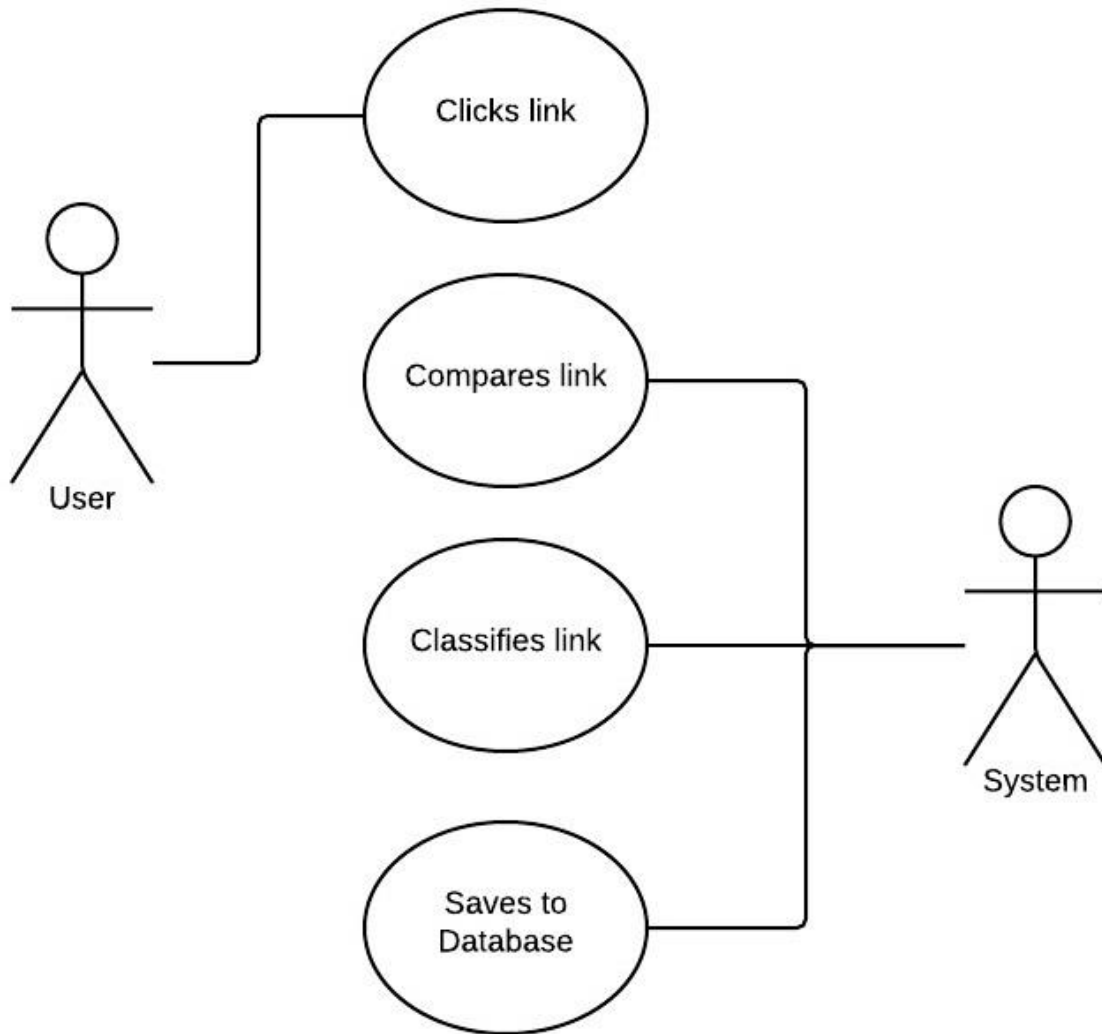 Clicks link
Compares link
User
Classifies link
System
Saves to
Database